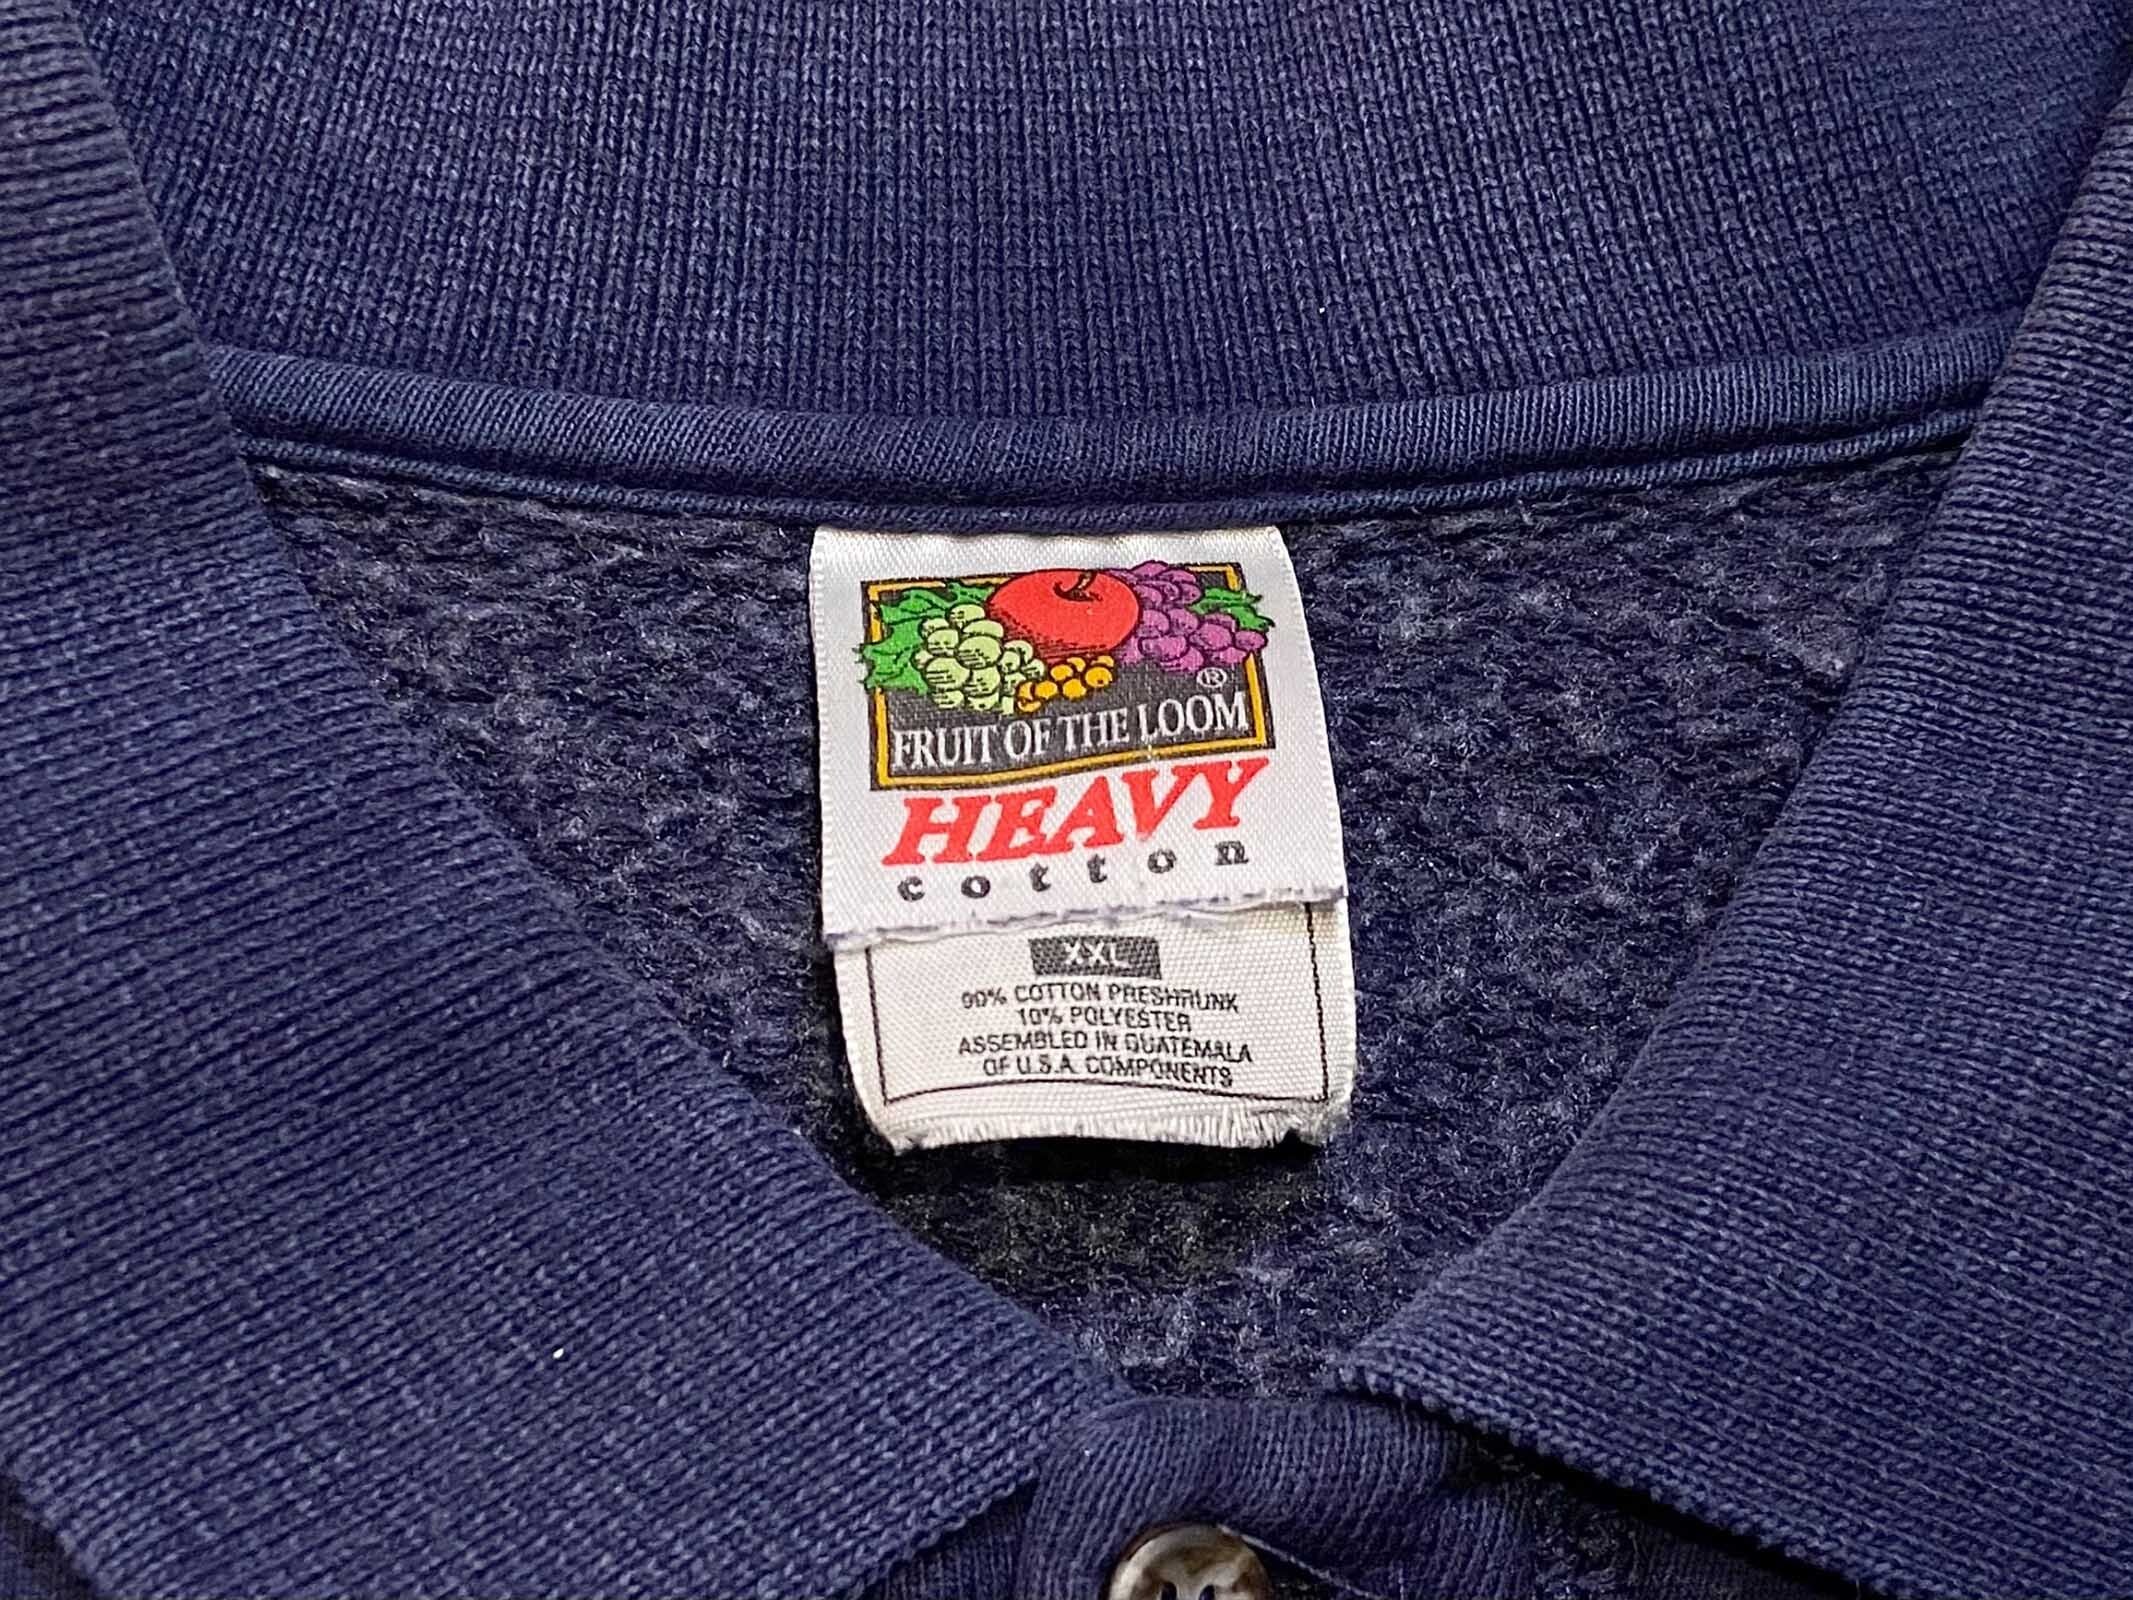 ®
FRUIT OF THE LOOM
HEAVY
cotton
XXL
90% COTTON PRESHRUNK
10% POLYESTER
ASSEMBLED IN GUATEMALA
OF U.S.A. COMPONENTS